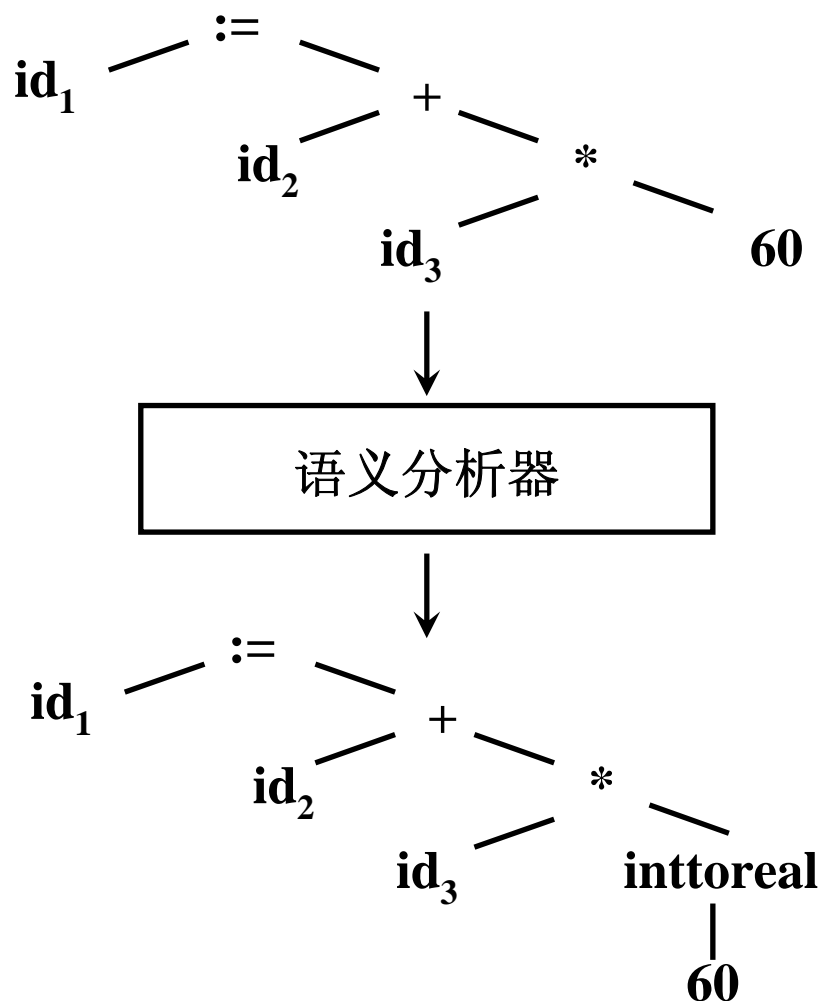 :=
id₁
+
id₂
*
id₃
60
语义分析器
:=
id₁
+
id₂
*
id₃
inttoreal
60